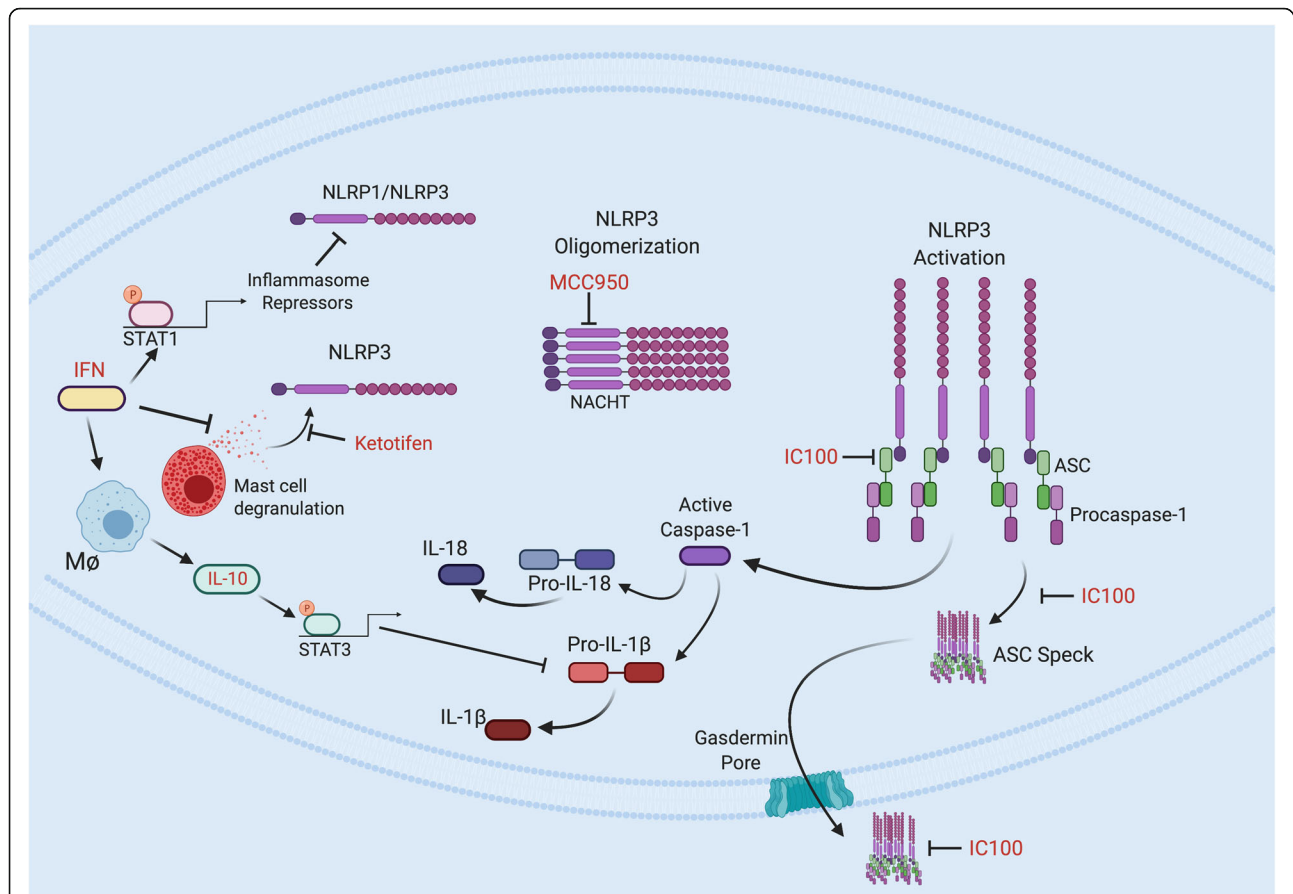 NLRP1/NLRP3
Inflammasome
Repressors
P
STAT1
IFN
NLRP3
Ketotifen
Mast cell
degranulation
Mø
IL-10
P
STAT3
NLRP3
Oligomerization
MCC950
NACHT
NLRP3
Activation
IC100
ASC
Procaspase-1
Active
Caspase-1
IL-18
Pro-IL-18
Pro-IL-1β
IL-1β
IC100
ASC Speck
Gasdermin
Pore
IC100